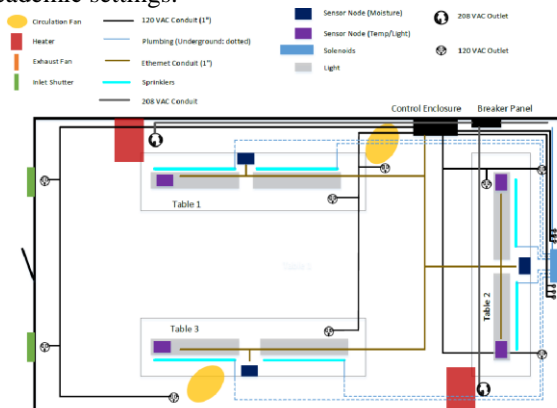 academic settings.
Circulation Fan
120 VAC Conduit (1")
Sensor Node (Moisture)
208 VAC Outlet
Heater
Plumbing (Underground: dotted)
Sensor Node (Temp/Light)
Exhaust Fan
Ethernet Conduit (1")
Solenoids
120 VAC Outlet
Inlet Shutter
Sprinklers
Light
208 VAC Conduit
Control Enclosure
Breaker Panel
Table 1
Table 2
Table 3